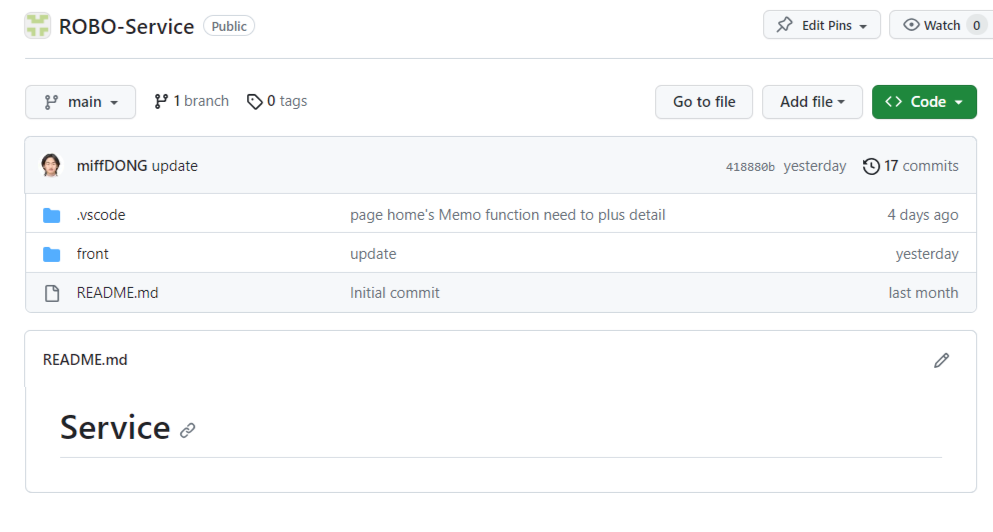 ROBO-Service Public Edit Pins Watch 0
main 1 branch 0 tags Go to file Add file Code
miffDONG update 418880b yesterday 17 commits
.vscode page home's Memo function need to plus detail 4 days ago
front update yesterday
README.md Initial commit last month
README.md
Service